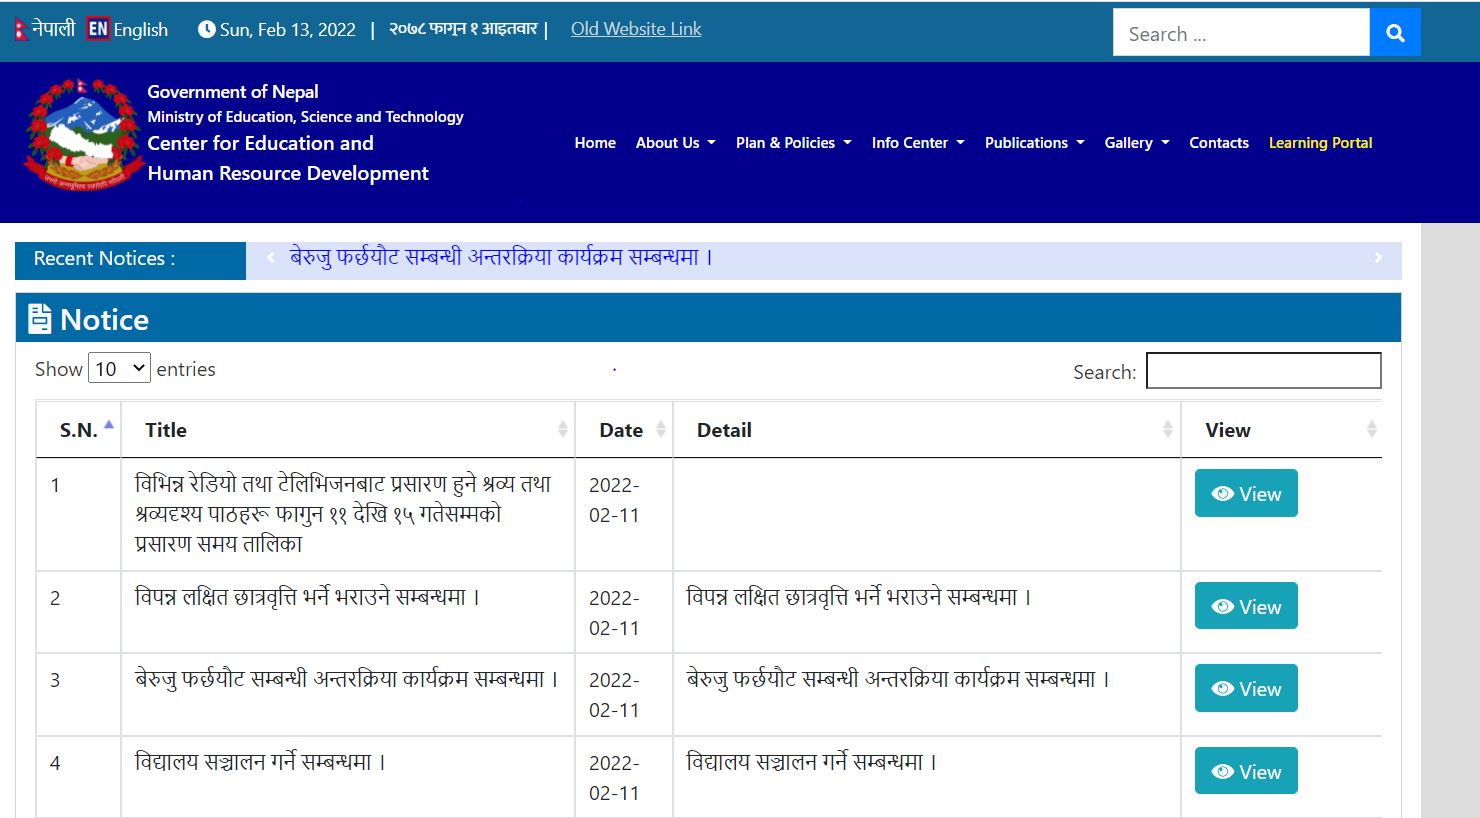 नेपाली EN English Sun, Feb 13, 2022 | २०७८ फागुन १ आइतवार | Old Website Link Search ...
Government of Nepal
Ministry of Education, Science and Technology
Center for Education and
Human Resource Development
Home About Us Plan & Policies Info Center Publications Gallery Contacts Learning Portal
Recent Notices : बेरुजु फर्छयौट सम्बन्धी अन्तरक्रिया कार्यक्रम सम्बन्धमा ।
Notice
Show 10 entries Search:
S.N. Title Date Detail View
1 विभिन्न रेडियो तथा टेलिभिजनबाट प्रसारण हुने श्रव्य तथा 2022- View
श्रव्यदृश्य पाठहरू फागुन ११ देखि १५ गतेसम्मको 02-11
प्रसारण समय तालिका
2 विपन्न लक्षित छात्रवृत्ति भर्ने भराउने सम्बन्धमा । 2022- विपन्न लक्षित छात्रवृत्ति भर्ने भराउने सम्बन्धमा । View
02-11
3 बेरुजु फर्छयौट सम्बन्धी अन्तरक्रिया कार्यक्रम सम्बन्धमा । 2022- बेरुजु फर्छयौट सम्बन्धी अन्तरक्रिया कार्यक्रम सम्बन्धमा । View
02-11
4 विद्यालय सञ्चालन गर्ने सम्बन्धमा । 2022- विद्यालय सञ्चालन गर्ने सम्बन्धमा । View
02-11